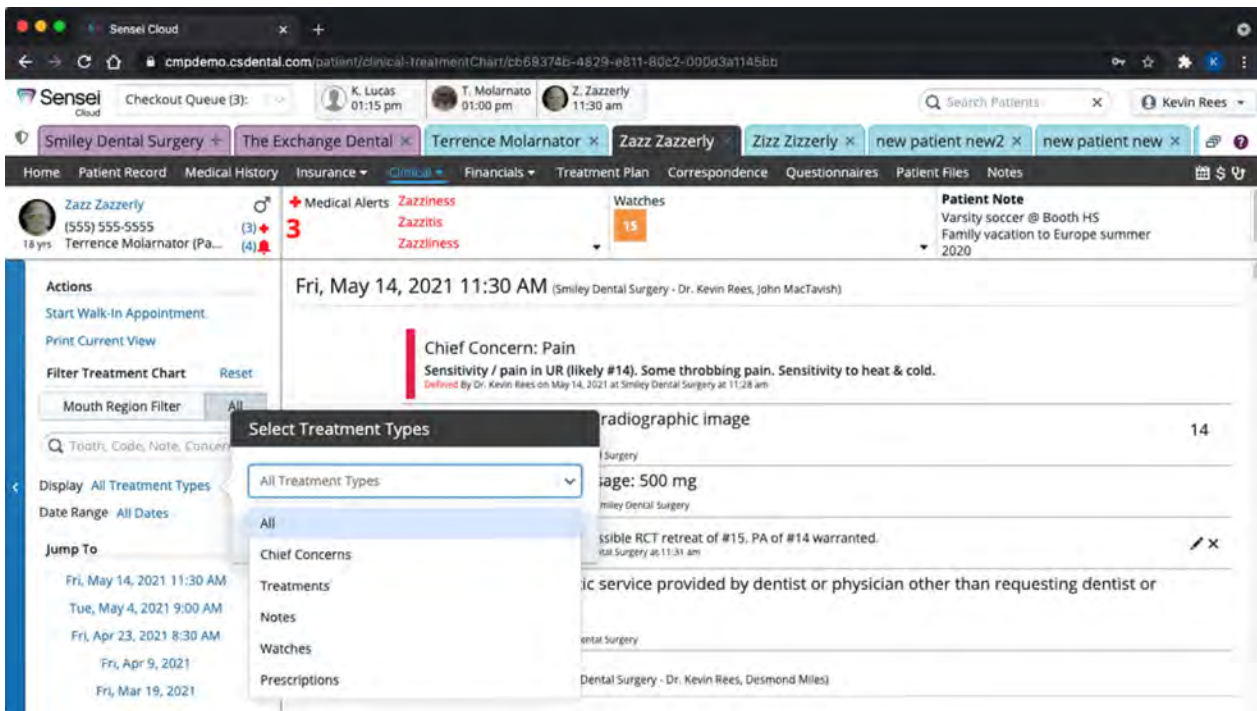 Sensei Cloud × +
cmpdemo.csdental.com/patient/clinical-treatmentChart/cb69374b-4829-e811-80c2-000d3a1145bb K
Sensei Cloud Checkout Queue (3): K. Lucas 01:15 pm T. Molarnato 01:00 pm Z. Zazzerly 11:30 am Search Patients × Kevin Rees
Smiley Dental Surgery + The Exchange Dental × Terrence Molarnator × Zazz Zazzerly Zizz Zizzerly × new patient new2 × new patient new ×
Home Patient Record Medical History Insurance Clinical Financials Treatment Plan Correspondence Questionnaires Patient Files Notes
Zazz Zazzerly
(555) 555-5555 (3)
18 yrs Terrence Molarnator (Pa... (4)
Medical Alerts
3
Zazziness
Zazzitis
Zazzliness
Watches
15
Patient Note
Varsity soccer @ Booth HS
Family vacation to Europe summer
2020
Actions
Start Walk-In Appointment
Print Current View
Filter Treatment Chart Reset
Mouth Region Filter All
Tooth, Code, Note, Concern
Display All Treatment Types
Date Range All Dates
Jump To
Fri, May 14, 2021 11:30 AM
Tue, May 4, 2021 9:00 AM
Fri, Apr 23, 2021 8:30 AM
Fri, Apr 9, 2021
Fri, Mar 19, 2021
Select Treatment Types
All Treatment Types
All
Chief Concerns
Treatments
Notes
Watches
Prescriptions
Fri, May 14, 2021 11:30 AM (Smiley Dental Surgery - Dr. Kevin Rees, John MacTavish)
Chief Concern: Pain
Sensitivity / pain in UR (likely #14). Some throbbing pain. Sensitivity to heat & cold.
Defined By Dr. Kevin Rees on May 14, 2021 at Smiley Dental Surgery at 11:28 am
radiographic image 14
Surgery
sage: 500 mg
miley Dental Surgery
ssible RCT retreat of #15. PA of #14 warranted.
ntal Surgery at 11:31 am
ic service provided by dentist or physician other than requesting dentist or
ental Surgery
Dental Surgery - Dr. Kevin Rees, Desmond Miles)